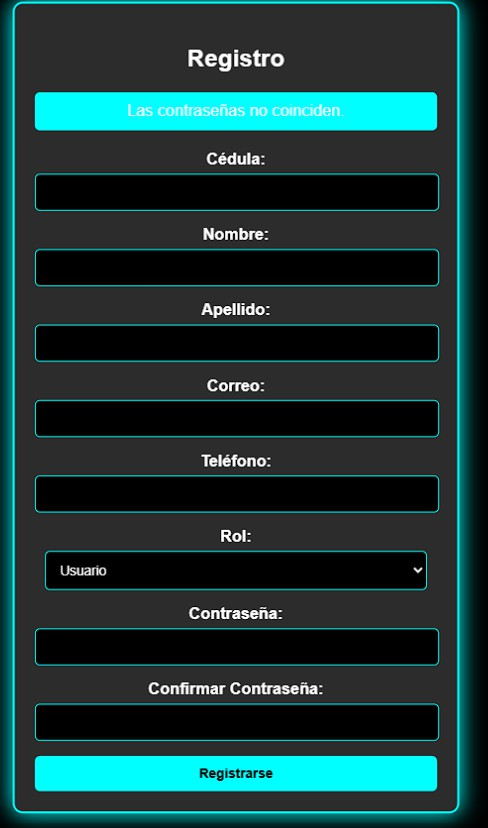 Registro
Las contraseñas no coinciden.
Cédula:
Nombre:
Apellido:
Correo:
Teléfono:
Rol:
Usuario
Contraseña:
Confirmar Contraseña:
Registrarse